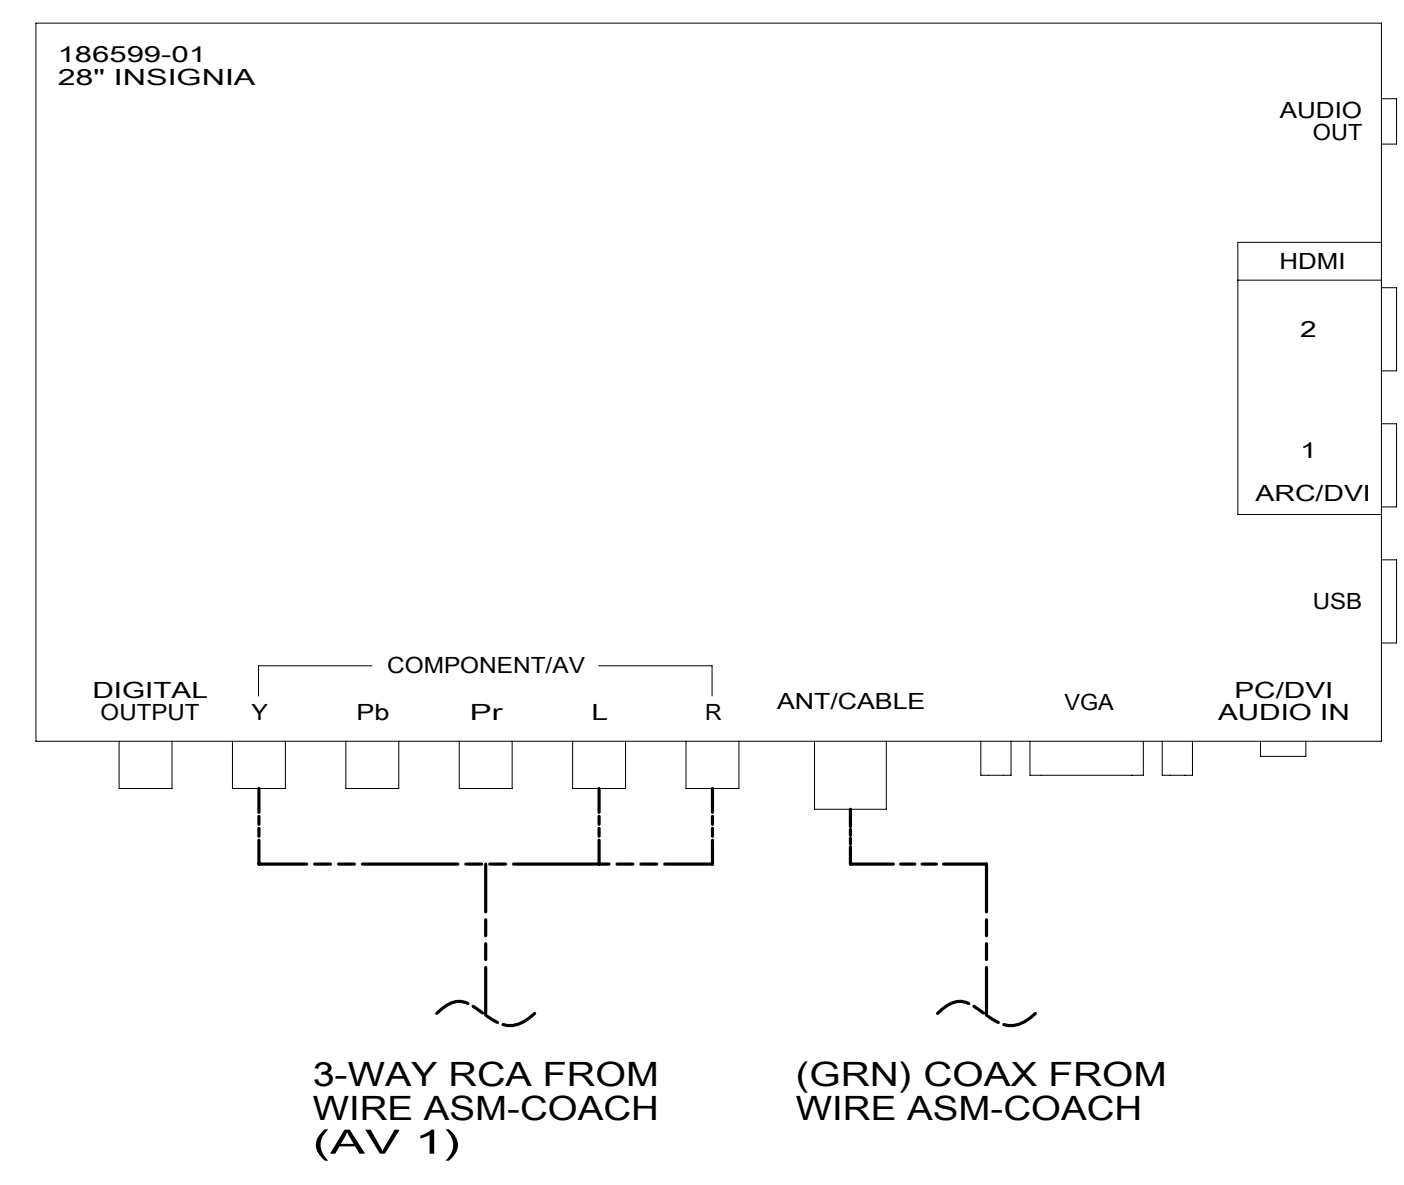 186599-01
28" INSIGNIA
AUDIO
OUT
HDMI
2
1
ARC/DVI
USB
COMPONENT/AV
DIGITAL
OUTPUT
Y
Pb
Pr
L
R
ANT/CABLE
VGA
PC/DVI
AUDIO IN
3-WAY RCA FROM
WIRE ASM-COACH
(AV 1)
(GRN) COAX FROM
WIRE ASM-COACH